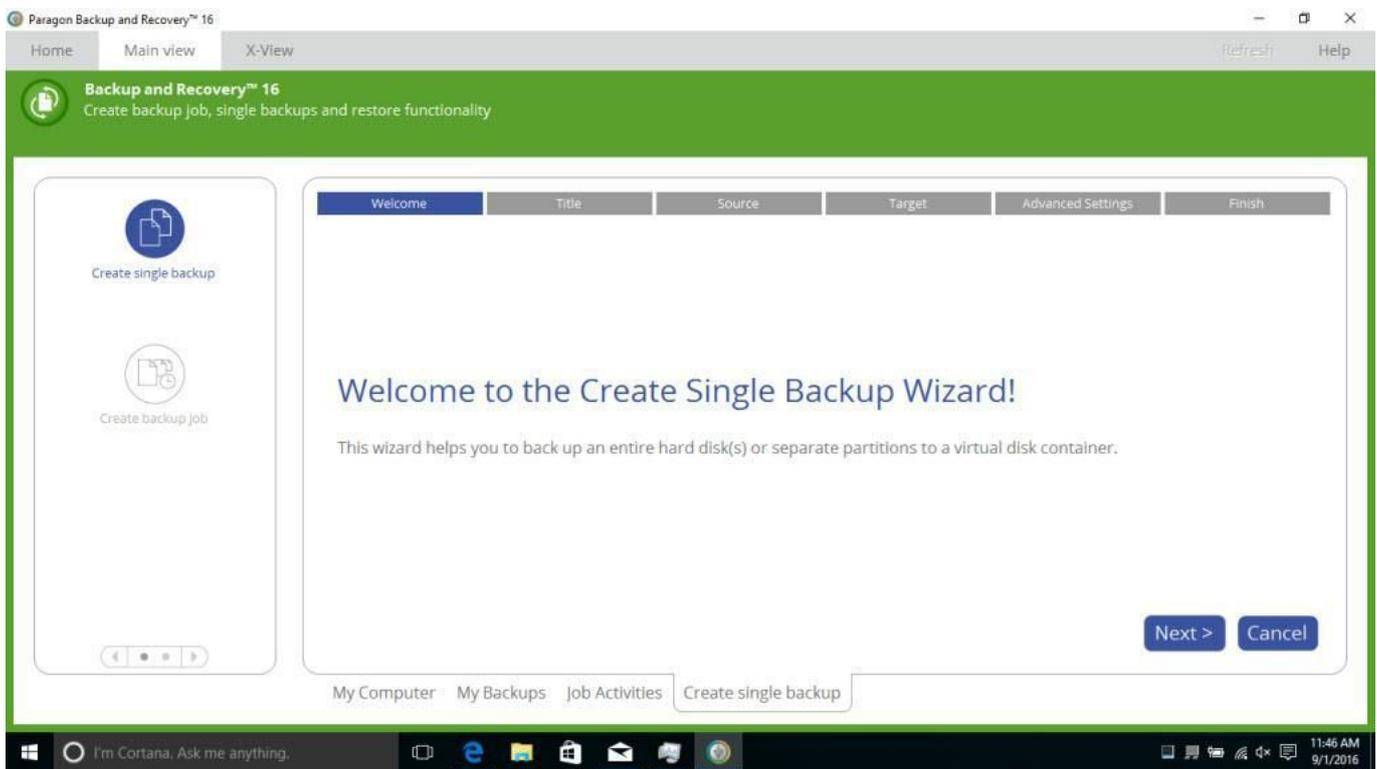 Paragon Backup and Recovery™ 16
Home Main view X-View Refresh Help
Backup and Recovery™ 16
Create backup job, single backups and restore functionality
Create single backup
Create backup job
Welcome Title Source Target Advanced Settings Finish
Welcome to the Create Single Backup Wizard!
This wizard helps you to back up an entire hard disk(s) or separate partitions to a virtual disk container.
Next > Cancel
My Computer My Backups Job Activities Create single backup
I'm Cortana. Ask me anything.
11:46 AM
9/1/2016